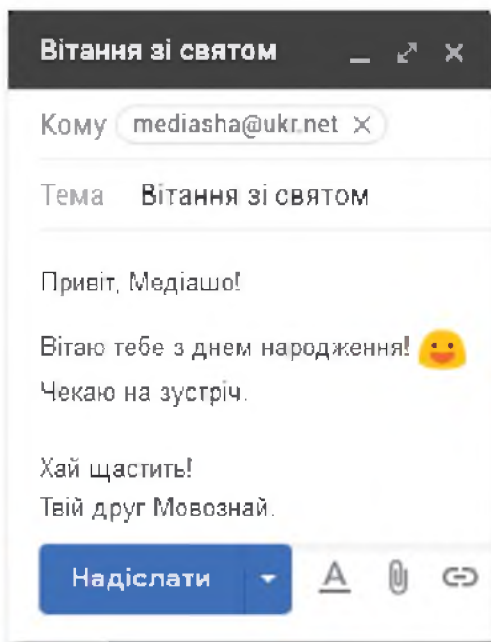 Вітання зі святом
Кому mediasha@ukr.net
Тема Вітання зі святом
Привіт, Медіашо!
Вітаю тебе з днем народження!
Чекаю на зустріч.
Хай щастить!
Твій друг Мовознай.
Надіслати A